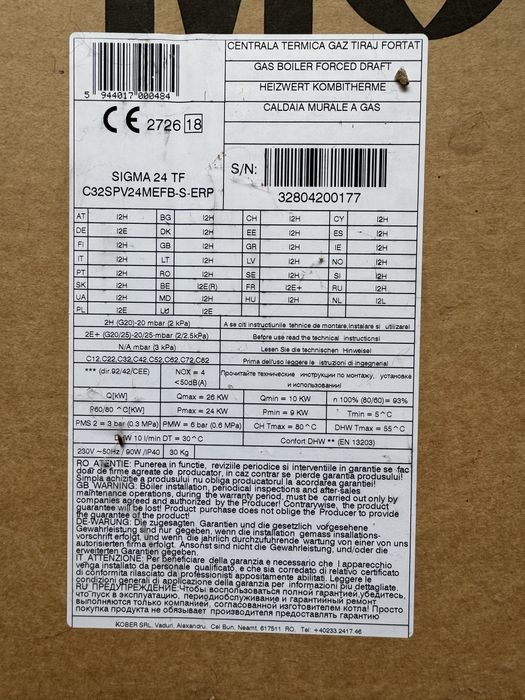 MO
5 944017 000484
CE 2726 18
SIGMA 24 TF
C32SPV24MEFB-S-ERP
CENTRALA TERMICA GAZ TIRAJ FORTAT
GAS BOILER FORCED DRAFT
HEIZWERT KOMBITHERME
CALDAIA MURALE A GAS
S/N:
32804200177
AT I2H BG I2H CH I2H CY I2H
DE I2E DK I2H EE I2H ES I2H
FI I2H GB I2H GR I2H IE I2H
IT I2H LT I2H LV I2H NO I2H
PT I2H RO I2H SE I2H SI I2H
SK I2H BE I2E(R) FR I2E+ RU I2H
UA I2H MD I2H HU I2H NL I2L
PL I2E Ld I2E
2H (G20)-20 mbar (2 kPa) A se citi instructiunile tehnice de montare,instalare si utilizare!
2E+ (G20/25)-20/25-mbar (2/2.5kPa) Before use read the technical instructions!
N/A mbar (3 kPa) Lesen Sie die technischen Hinweise!
C12,C22,C32,C42,C52,C62,C72,C82 Prima dell'uso leggere le istruzioni di ingegneria!
*** (dir.92/42/CEE) NOX = 4 Прочитайте технические инструкции по монтажу, установке
<50dB(A) и использованию!
Q[kW] Qmax = 26 KW Qmin = 10 KW n 100% (80/60) = 93%
P60/80 ^C[KW] Pmax = 24 KW Pmin = 9 KW Tmin = 5^C
PMS 2 = 3 bar (0.3 MPa) PMW = 6 bar (0.6 MPa) CH Tmax = 80^C DHW Tmax = 55^C
DHW 10 l/min DT = 30^C Confort DHW ** (EN 13203)
230V ~50Hz 90W /IP40 30 Kg
RO ATENTIE: Punerea in functie, reviziile periodice si interventiile in garantie se fac
doar de firme agreate de producator, in caz contrar se pierde garantia produsului!
Simpla achizitie a produsului nu obliga producatorul la acordarea garantiei!
GB WARNING: Boiler installation, periodical inspections and after-sales
maintenance operations, during the warranty period, must be carried out only by
companies agreed and authorized by the Producer! Contrarywise, the product
guarantee will be lost! Product purchase does not oblige the Producer to provide
the guarantee of the product!
DE-WARUNG: Die zugesagten Garantien und die gesetzlich vorgesehene
Gewährleistung sind nur gegeben, wenn die installation gemass installations-
vorschrift erfolgt, und wenn die jahrlich durchzuführende wartung von einer von uns
autorisierten firma erfolgt. Ansonst sind nicht die Gewahrleistung, und/oder die
erweiterten Garantien gegeben.
IT ATTENZIONE: Per beneficiare della garanzia e necessario che l apparecchio
venga installato da personale qualificato, e che sia corredato di relativo certificato
di conformita rilasciato da professionisti appositamente abilitati. Leggere le
condizioni generali di applicazione della garanzia per informazioni piu dettagliate.
RU ПРЕДУПРЕЖДЕНИЕ:Чтобы воспользоваться полной гарантией,убедитесь,
что пуск в эксплуатацию, периодиобслуживание и гарантийный ремонт
выполняются только компанией, согласованной изготовителем котла! Просто
покупка продукта не обязывает производителя предоставлять гарантию
KOBER SRL, Vaduri, Alexandru, Cel Bun, Neamt, 617511 RO, Tel: +40233.2417.46